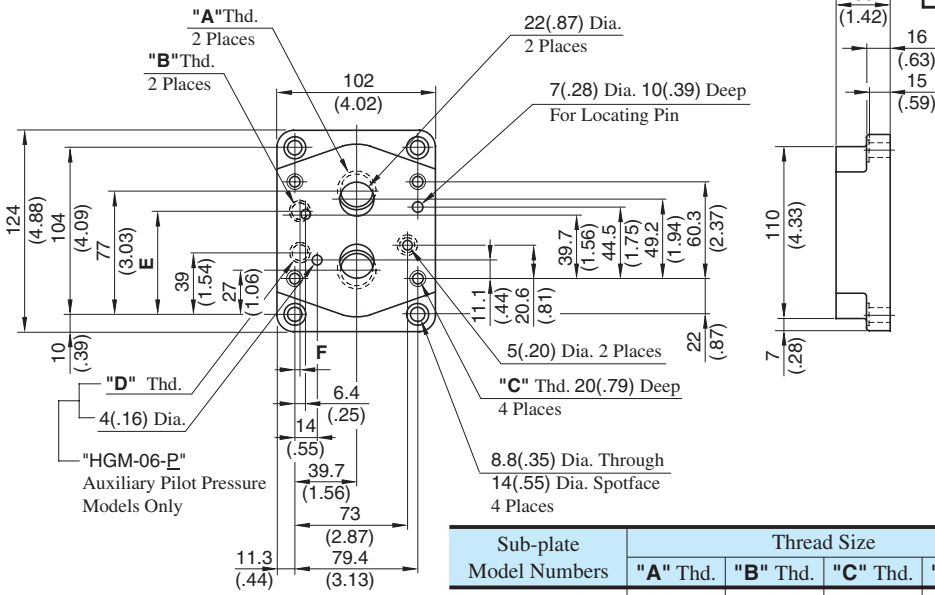 "A"Thd.
2 Places
"B"Thd.
2 Places
22(.87) Dia.
2 Places
7(.28) Dia. 10(.39) Deep
For Locating Pin
102
(4.02)
(1.42)
16
(.63)
15
(.59)
124
(4.88)
104
(4.09)
77
(3.03)
E
39
(1.54)
27
(1.06)
10
(.39)
39.7
(1.56)
44.5
(1.75)
49.2
(1.94)
60.3
(2.37)
11.1
(.44)
20.6
(.81)
22
(.87)
110
(4.33)
7
(.28)
F
5(.20) Dia. 2 Places
"C" Thd. 20(.79) Deep
4 Places
8.8(.35) Dia. Through
14(.55) Dia. Spotface
4 Places
"D" Thd.
4(.16) Dia.
"HGM-06-P"
Auxiliary Pilot Pressure
Models Only
6.4
(.25)
14
(.55)
39.7
(1.56)
73
(2.87)
11.3
(.44)
79.4
(3.13)
Sub-plate
Model Numbers
Thread Size
"A" Thd. "B" Thd. "C" Thd.